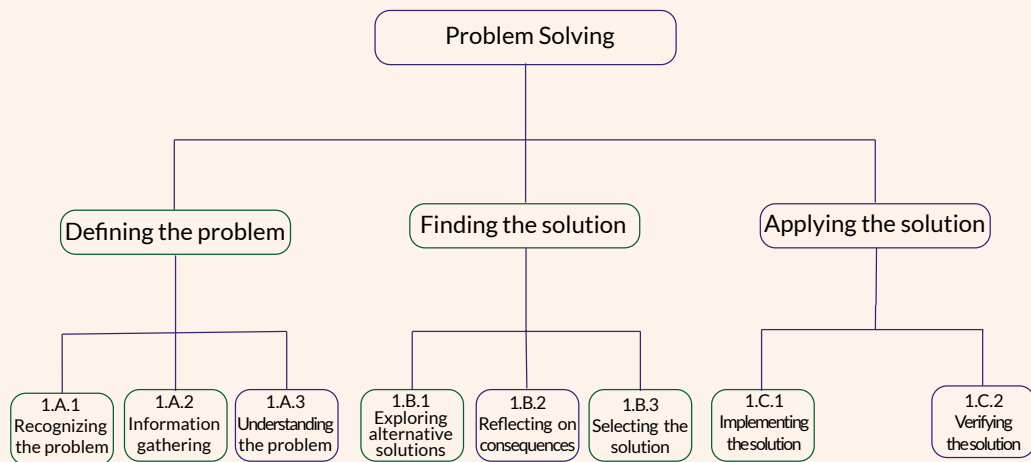 Problem Solving
Defining the problem
Finding the solution
Applying the solution
1.A.1
Recognizing
the problem
1.A.2
Information
gathering
1.A.3
Understanding
the problem
1.B.1
Exploring
alternative
solutions
1.B.2
Reflecting on
consequences
1.B.3
Selecting the
solution
1.C.1
Implementing
the solution
1.C.2
Verifying
the solution